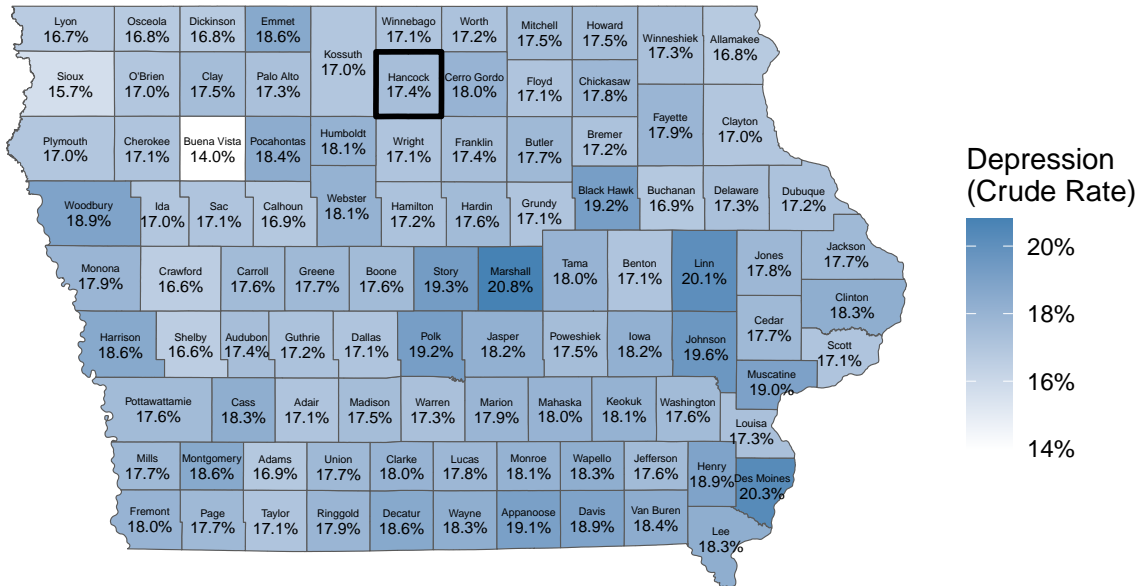 Lyon
16.7%
Osceola
16.8%
Dickinson
16.8%
Emmet
18.6%
Kossuth
17.0%
Winnebago
17.1%
Worth
17.2%
Mitchell
17.5%
Howard
17.5%
Winneshiek
17.3%
Allamakee
16.8%
Sioux
15.7%
O'Brien
17.0%
Clay
17.5%
Palo Alto
17.3%
Hancock
17.4%
Cerro Gordo
18.0%
Floyd
17.1%
Chickasaw
17.8%
Fayette
17.9%
Clayton
17.0%
Plymouth
17.0%
Cherokee
17.1%
Buena Vista
14.0%
Pocahontas
18.4%
Humboldt
18.1%
Wright
17.1%
Franklin
17.4%
Butler
17.7%
Bremer
17.2%
Woodbury
18.9%
Ida
17.0%
Sac
17.1%
Calhoun
16.9%
Webster
18.1%
Hamilton
17.2%
Hardin
17.6%
Grundy
17.1%
Black Hawk
19.2%
Buchanan
16.9%
Delaware
17.3%
Dubuque
17.2%
Monona
17.9%
Crawford
16.6%
Carroll
17.6%
Greene
17.7%
Boone
17.6%
Story
19.3%
Marshall
20.8%
Tama
18.0%
Benton
17.1%
Linn
20.1%
Jones
17.8%
Jackson
17.7%
Clinton
18.3%
Harrison
18.6%
Shelby
16.6%
Audubon
17.4%
Guthrie
17.2%
Dallas
17.1%
Polk
19.2%
Jasper
18.2%
Poweshiek
17.5%
Iowa
18.2%
Johnson
19.6%
Cedar
17.7%
Scott
17.1%
Muscatine
19.0%
Pottawattamie
17.6%
Cass
18.3%
Adair
17.1%
Madison
17.5%
Warren
17.3%
Marion
17.9%
Mahaska
18.0%
Keokuk
18.1%
Washington
17.6%
Louisa
17.3%
Mills
17.7%
Montgomery
18.6%
Adams
16.9%
Union
17.7%
Clarke
18.0%
Lucas
17.8%
Monroe
18.1%
Wapello
18.3%
Jefferson
17.6%
Henry
18.9%
Des Moines
20.3%
Fremont
18.0%
Page
17.7%
Taylor
17.1%
Ringgold
17.9%
Decatur
18.6%
Wayne
18.3%
Appanoose
19.1%
Davis
18.9%
Van Buren
18.4%
Lee
18.3%
Depression
(Crude Rate)
20%
18%
16%
14%